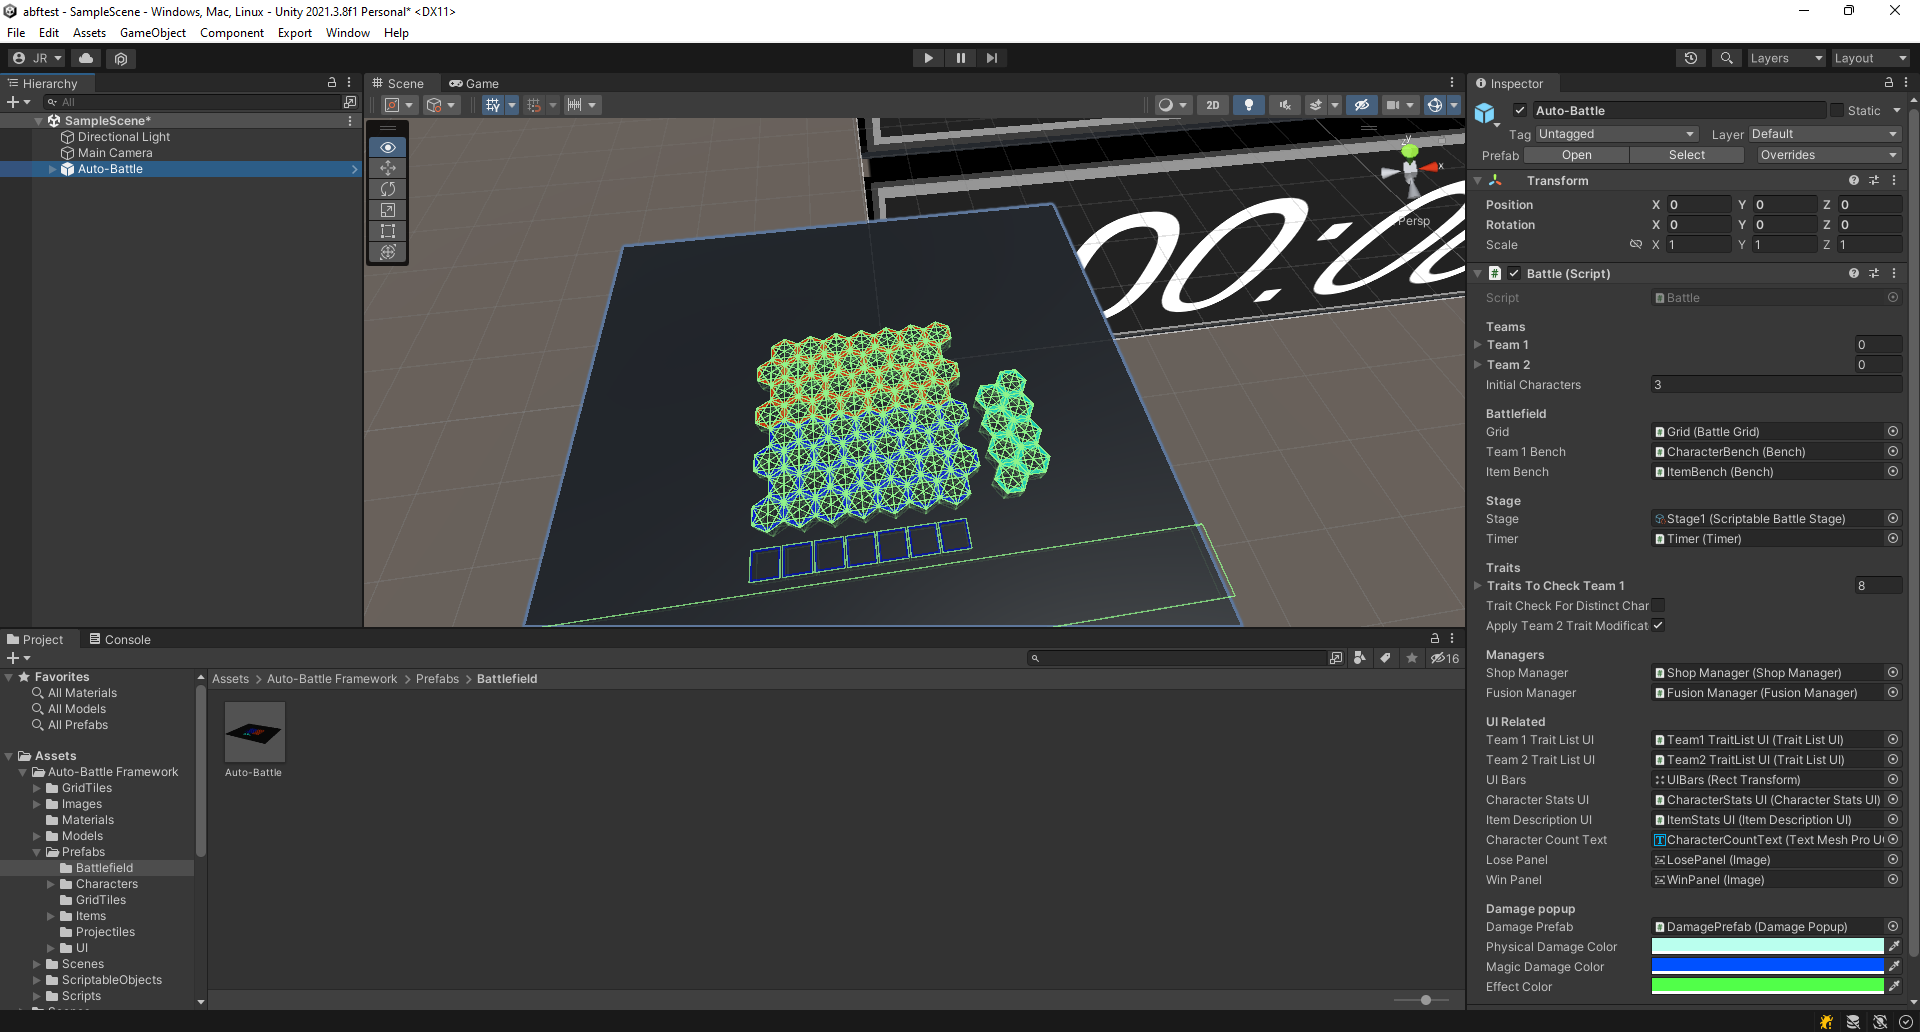 abftest - SampleScene - Windows, Mac, Linux - Unity 2021.3.8f1 Personal* <DX11>
File Edit Assets GameObject Component Export Window Help
JR Layers Layout
Hierarchy
All
SampleScene*
Directional Light
Main Camera
Auto-Battle
Scene Game
2D
y
x
Persp
00:00
Project Console
16
Favorites
All Materials
All Models
All Prefabs
Assets
Auto-Battle Framework
GridTiles
Images
Materials
Models
Prefabs
Battlefield
Characters
GridTiles
Items
Projectiles
UI
Scenes
ScriptableObjects
Scripts
Assets > Auto-Battle Framework > Prefabs > Battlefield
Auto-Battle
Inspector
Auto-Battle Static
Tag Untagged Layer Default
Prefab Open Select Overrides
Transform
Position X 0 Y 0 Z 0
Rotation X 0 Y 0 Z 0
Scale X 1 Y 1 Z 1
Battle (Script)
Script Battle
Teams
Team 1 0
Team 2 0
Initial Characters 3
Battlefield
Grid Grid (Battle Grid)
Team 1 Bench CharacterBench (Bench)
Item Bench ItemBench (Bench)
Stage
Stage Stage1 (Scriptable Battle Stage)
Timer Timer (Timer)
Traits
Traits To Check Team 1 8
Trait Check For Distinct Char
Apply Team 2 Trait Modificat
Managers
Shop Manager Shop Manager (Shop Manager)
Fusion Manager Fusion Manager (Fusion Manager)
UI Related
Team 1 Trait List UI Team1 TraitList UI (Trait List UI)
Team 2 Trait List UI Team2 TraitList UI (Trait List UI)
UI Bars UIBars (Rect Transform)
Character Stats UI CharacterStats UI (Character Stats UI)
Item Description UI ItemStats UI (Item Description UI)
Character Count Text CharacterCountText (Text Mesh Pro U
Lose Panel LosePanel (Image)
Win Panel WinPanel (Image)
Damage popup
Damage Prefab DamagePrefab (Damage Popup)
Physical Damage Color
Magic Damage Color
Effect Color